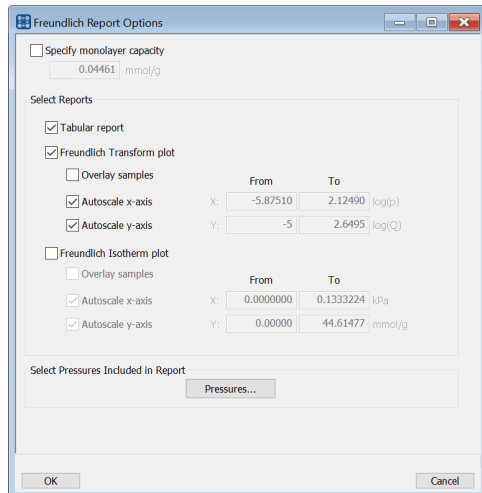 Freundlich Report Options
Specify monolayer capacity
0.04461 mmol/g
Select Reports
Tabular report
Freundlich Transform plot
Overlay samples
From To
Autoscale x-axis X: -5.87510 2.12490 log(p)
Autoscale y-axis Y: -5 2.6495 log(Q)
Freundlich Isotherm plot
Overlay samples
From To
Autoscale x-axis X: 0.0000000 0.1333224 kPa
Autoscale y-axis Y: 0.00000 44.61477 mmol/g
Select Pressures Included in Report
Pressures...
OK Cancel